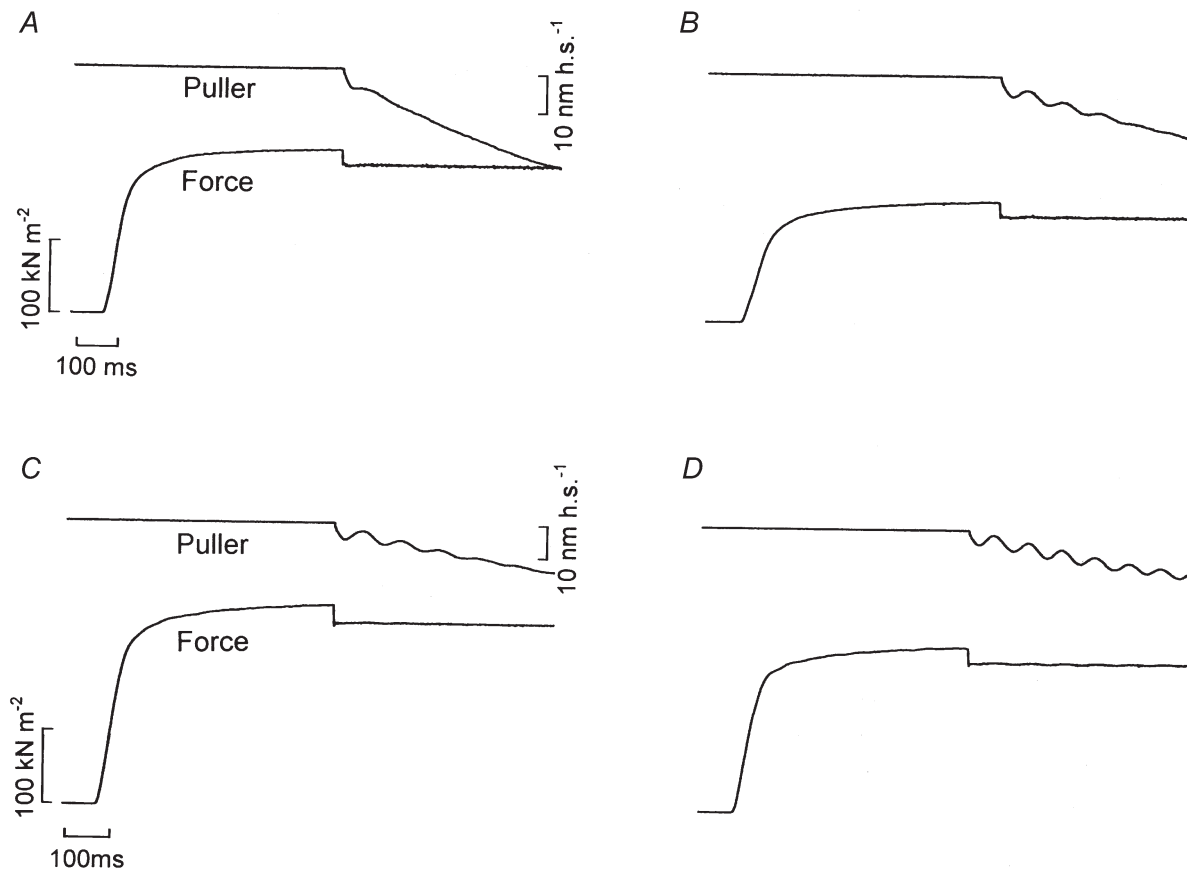 A
Puller
10 nm h.s.⁻¹
Force
100 kN m⁻²
100 ms
B
C
Puller
10 nm h.s.⁻¹
Force
100 kN m⁻²
100ms
D